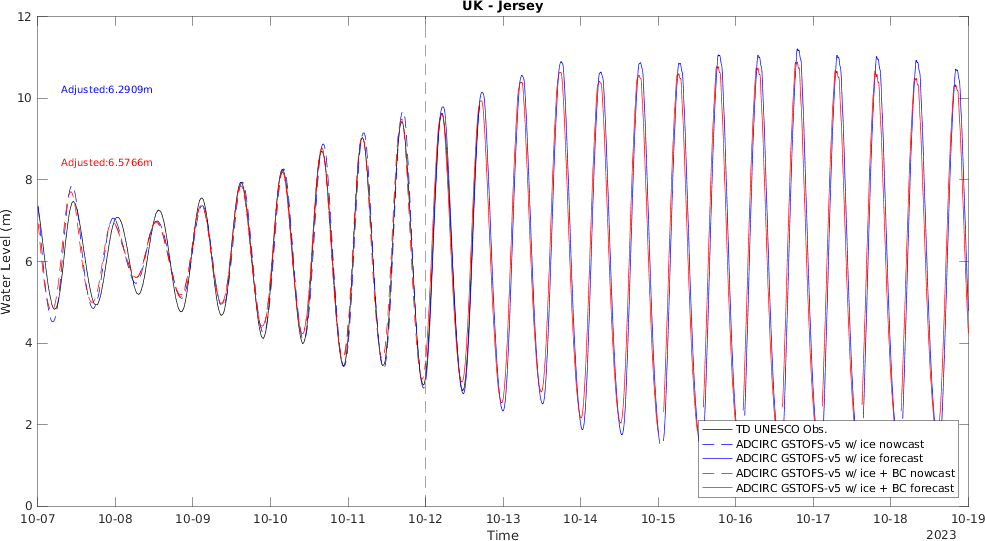 UK - Jersey
12
10
8
6
4
2
0
Water Level (m)
Adjusted:6.2909m
Adjusted:6.5766m
TD UNESCO Obs.
ADCIRC GSTOFS-v5 w/ ice nowcast
ADCIRC GSTOFS-v5 w/ ice forecast
ADCIRC GSTOFS-v5 w/ ice + BC nowcast
ADCIRC GSTOFS-v5 w/ ice + BC forecast
10-07 10-08 10-09 10-10 10-11 10-12 10-13 10-14 10-15 10-16 10-17 10-18 10-19
Time
2023